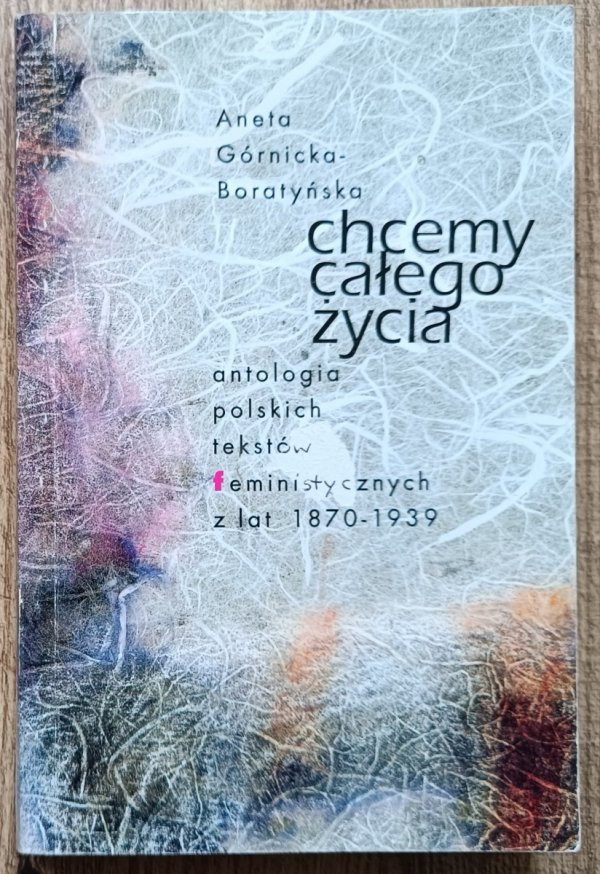 Aneta
Górnicka-
Boratyńska
chcemy
całego
życia
antologia
polskich
tekstów
feministycznych
z lat 1870-1939